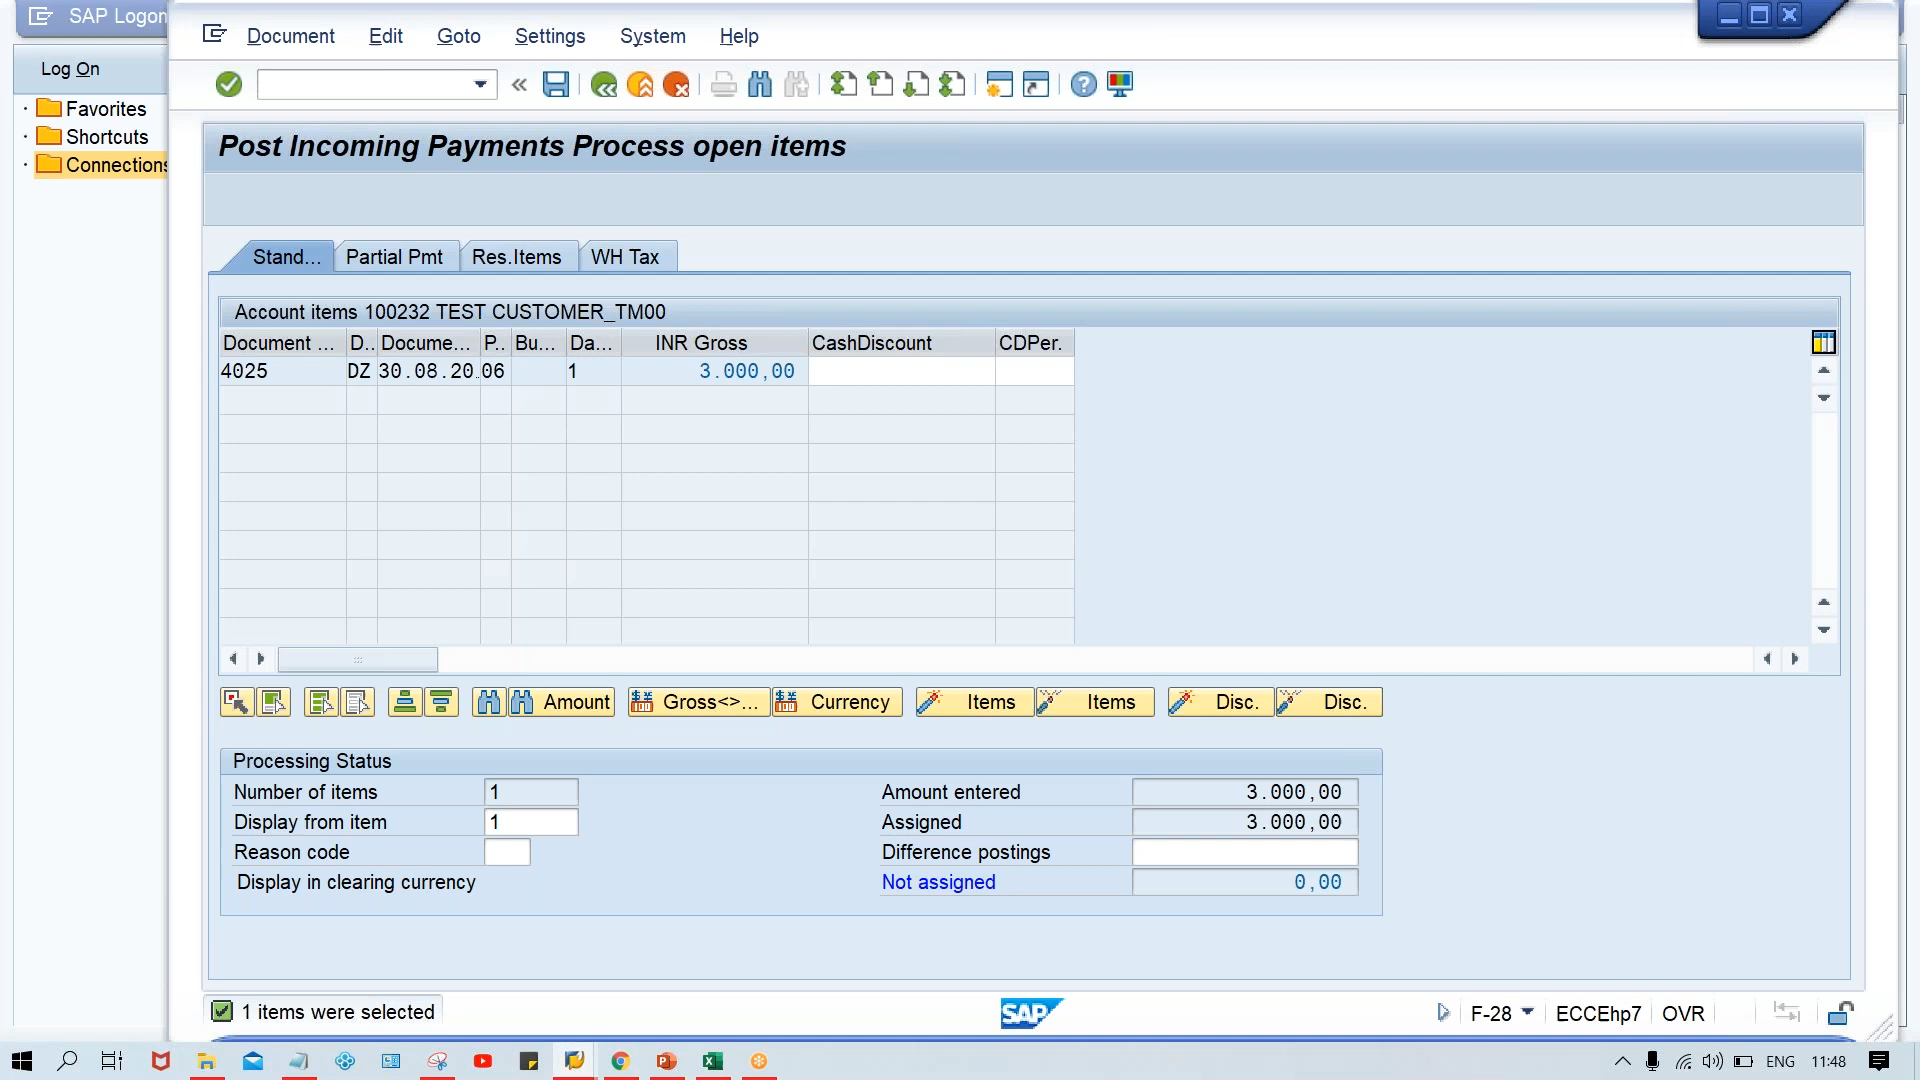 SAP Logon
Document Edit Goto Settings System Help
Log On
Favorites
Shortcuts
Connections
Post Incoming Payments Process open items
Stand... Partial Pmt Res.Items WH Tax
Account items 100232 TEST CUSTOMER_TM00
Document ... D.. Docume... P.. Bu... Da... INR Gross CashDiscount CDPer.
4025 DZ 30.08.20 06 1 3.000,00
Amount Gross<>... Currency Items Items Disc. Disc.
Processing Status
Number of items 1 Amount entered 3.000,00
Display from item 1 Assigned 3.000,00
Reason code Difference postings
Display in clearing currency Not assigned 0,00
1 items were selected SAP F-28 ECCEhp7 OVR
ENG 11:48